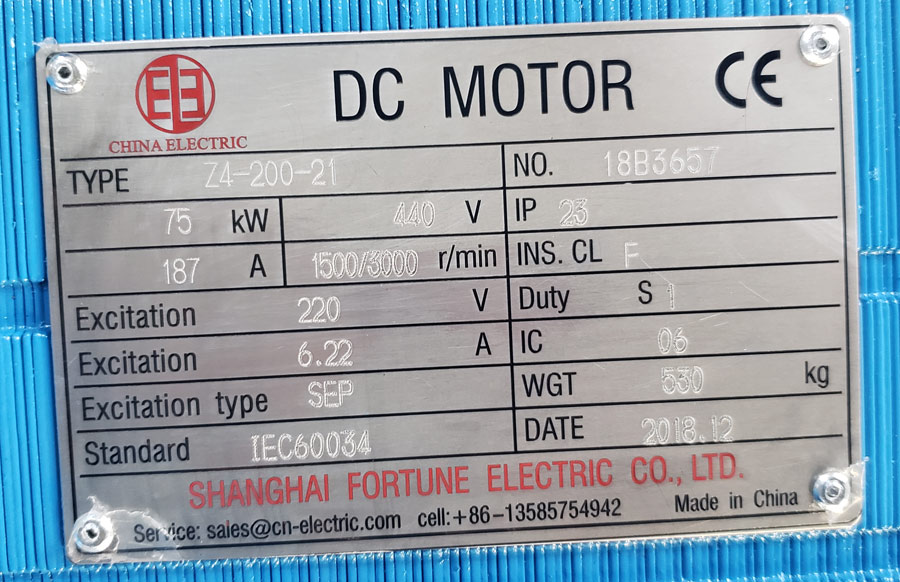 DC MOTOR CE
CHINA ELECTRIC
TYPE Z4-200-21 NO. 18B3657
75 kW 440 V IP 23
187 A 1500/3000 r/min INS. CL F
Excitation 220 V Duty S 1
Excitation 6.22 A IC 06
Excitation type SEP WGT 530 kg
Standard IEC60034 DATE 2018.12
SHANGHAI FORTUNE ELECTRIC CO., LTD.
Service: sales@cn-electric.com cell:+86-13585754942 Made in China